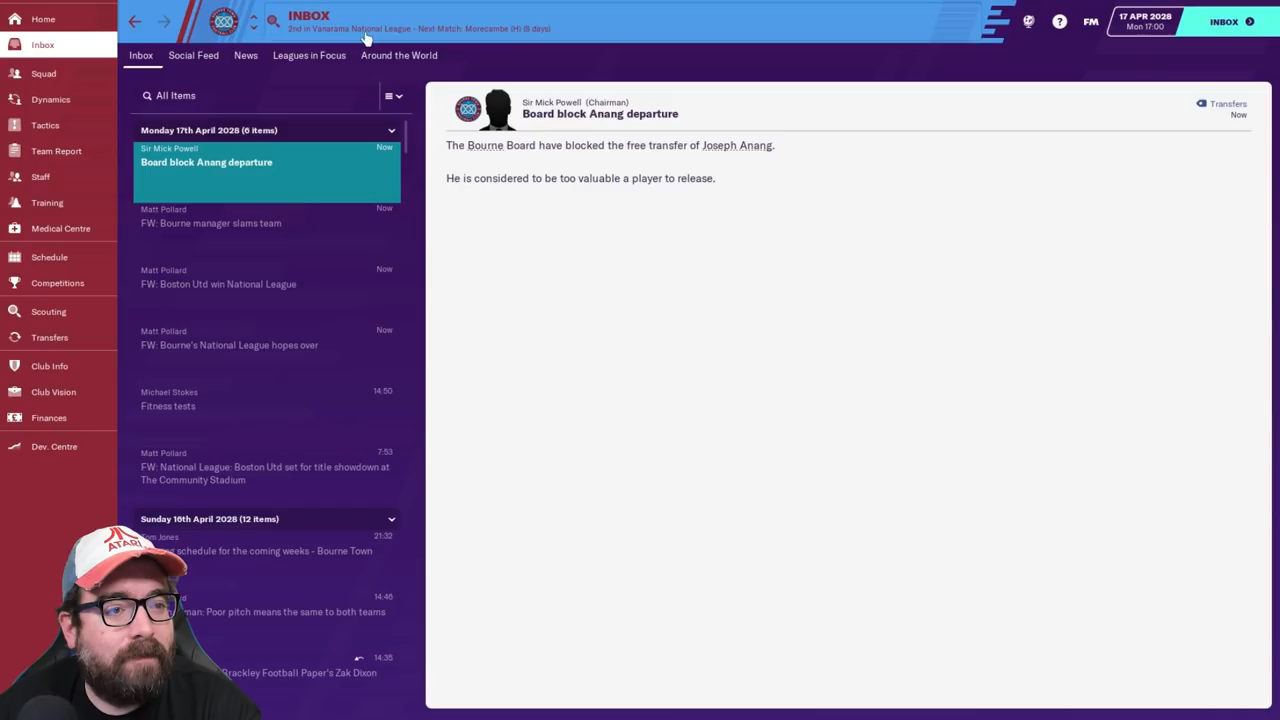 Home
Inbox
Squad
Dynamics
Tactics
Team Report
Staff
Training
Medical Centre
Schedule
Competitions
Scouting
Transfers
Club Info
Club Vision
Finances
Dev. Centre
INBOX
2nd in Vanarama National League - Next Match: Morecambe (H) (8 days)
FM
17 APR 2028
Mon 17:00
INBOX
Inbox
Social Feed
News
Leagues in Focus
Around the World
All Items
Monday 17th April 2028 (6 items)
Sir Mick Powell
Now
Board block Anang departure
Matt Pollard
Now
FW: Bourne manager slams team
Matt Pollard
Now
FW: Boston Utd win National League
Matt Pollard
Now
FW: Bourne's National League hopes over
Michael Stokes
14:50
Fitness tests
Matt Pollard
7:53
FW: National League: Boston Utd set for title showdown at
The Community Stadium
Sunday 16th April 2028 (12 items)
Tom Jones
21:32
schedule for the coming weeks - Bourne Town
14:46
Poor pitch means the same to both teams
14:35
Brackley Football Paper's Zak Dixon
Sir Mick Powell (Chairman)
Board block Anang departure
Transfers
Now
The Bourne Board have blocked the free transfer of Joseph Anang.
He is considered to be too valuable a player to release.
ATARI